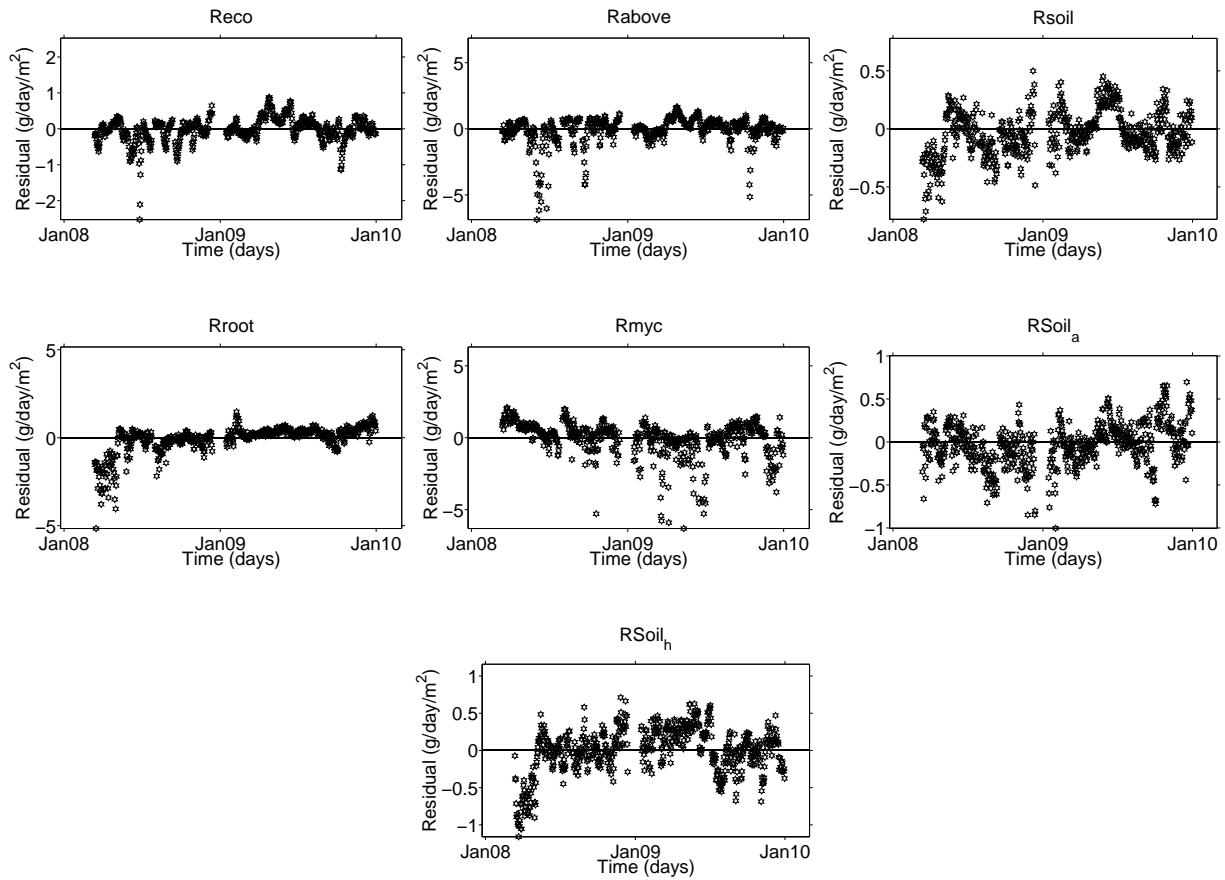 Reco
Residual (g/day/m²)
2
1
0
−1
−2
Jan08
Jan09
Jan10
Time (days)
Rabove
Residual (g/day/m²)
5
0
−5
Jan08
Jan09
Jan10
Time (days)
Rsoil
Residual (g/day/m²)
0.5
0
−0.5
Jan08
Jan09
Jan10
Time (days)
Rroot
Residual (g/day/m²)
5
0
−5
Jan08
Jan09
Jan10
Time (days)
Rmyc
Residual (g/day/m²)
5
0
−5
Jan08
Jan09
Jan10
Time (days)
RSoil_a
Residual (g/day/m²)
1
0.5
0
−0.5
−1
Jan08
Jan09
Jan10
Time (days)
RSoil_h
Residual (g/day/m²)
1
0.5
0
−0.5
−1
Jan08
Jan09
Jan10
Time (days)